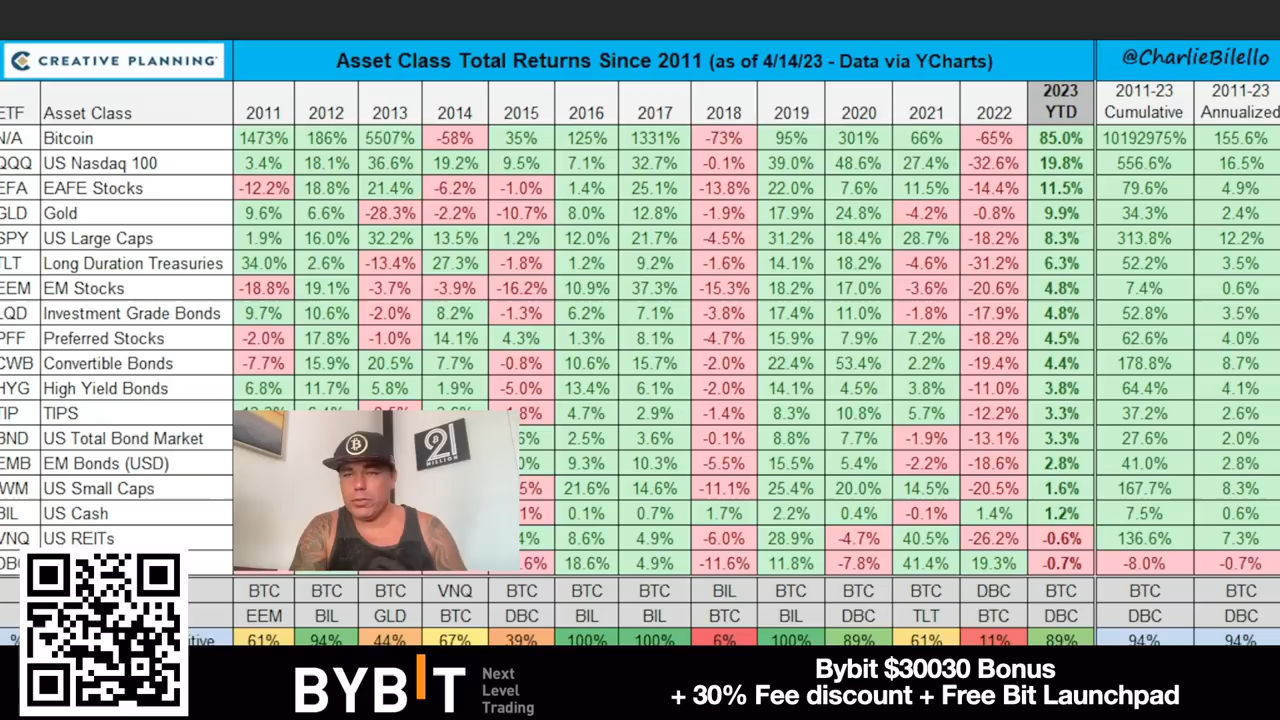 CREATIVE PLANNING
Asset Class Total Returns Since 2011 (as of 4/14/23 - Data via YCharts)
@CharlieBilello
ETF Asset Class 2011 2012 2013 2014 2015 2016 2017 2018 2019 2020 2021 2022 2023 YTD 2011-23 Cumulative 2011-23 Annualized
N/A Bitcoin 1473% 186% 5507% -58% 35% 125% 1331% -73% 95% 301% 66% -65% 85.0% 10192975% 155.6%
QQQ US Nasdaq 100 3.4% 18.1% 36.6% 19.2% 9.5% 7.1% 32.7% -0.1% 39.0% 48.6% 27.4% -32.6% 19.8% 556.6% 16.5%
EFA EAFE Stocks -12.2% 18.8% 21.4% -6.2% -1.0% 1.4% 25.1% -13.8% 22.0% 7.6% 11.5% -14.4% 11.5% 79.6% 4.9%
GLD Gold 9.6% 6.6% -28.3% -2.2% -10.7% 8.0% 12.8% -1.9% 17.9% 24.8% -4.2% -0.8% 9.9% 34.3% 2.4%
SPY US Large Caps 1.9% 16.0% 32.2% 13.5% 1.2% 12.0% 21.7% -4.5% 31.2% 18.4% 28.7% -18.2% 8.3% 313.8% 12.2%
TLT Long Duration Treasuries 34.0% 2.6% -13.4% 27.3% -1.8% 1.2% 9.2% -1.6% 14.1% 18.2% -4.6% -31.2% 6.3% 52.2% 3.5%
EEM EM Stocks -18.8% 19.1% -3.7% -3.9% -16.2% 10.9% 37.3% -15.3% 18.2% 17.0% -3.6% -20.6% 4.8% 7.4% 0.6%
LQD Investment Grade Bonds 9.7% 10.6% -2.0% 8.2% -1.3% 6.2% 7.1% -3.8% 17.4% 11.0% -1.8% -17.9% 4.8% 52.8% 3.5%
PFF Preferred Stocks -2.0% 17.8% -1.0% 14.1% 4.3% 1.3% 8.1% -4.7% 15.9% 7.9% 7.2% -18.2% 4.5% 62.6% 4.0%
CWB Convertible Bonds -7.7% 15.9% 20.5% 7.7% -0.8% 10.6% 15.7% -2.0% 22.4% 53.4% 2.2% -19.4% 4.4% 178.8% 8.7%
HYG High Yield Bonds 6.8% 11.7% 5.8% 1.9% -5.0% 13.4% 6.1% -2.0% 14.1% 4.5% 3.8% -11.0% 3.8% 64.4% 4.1%
TIP TIPS 8% 4.7% 2.9% -1.4% 8.3% 10.8% 5.7% -12.2% 3.3% 37.2% 2.6%
BND US Total Bond Market 6% 2.5% 3.6% -0.1% 8.8% 7.7% -1.9% -13.1% 3.3% 27.6% 2.0%
EMB EM Bonds (USD) 0% 9.3% 10.3% -5.5% 15.5% 5.4% -2.2% -18.6% 2.8% 41.0% 2.8%
WM US Small Caps 5% 21.6% 14.6% -11.1% 25.4% 20.0% 14.5% -20.5% 1.6% 167.7% 8.3%
BIL US Cash 1% 0.1% 0.7% 1.7% 2.2% 0.4% -0.1% 1.4% 1.2% 7.5% 0.6%
VNQ US REITs 4% 8.6% 4.9% -6.0% 28.9% -4.7% 40.5% -26.2% -0.6% 136.6% 7.3%
.6% 18.6% 4.9% -11.6% 11.8% -7.8% 41.4% 19.3% -0.7% -8.0% -0.7%
BTC BTC BTC VNQ BTC BTC BTC BIL BTC BTC BTC DBC BTC BTC BTC
EEM BIL GLD BTC DBC BIL BIL BTC BIL DBC TLT BTC DBC DBC DBC
61% 94% 44% 67% 39% 100% 100% 6% 100% 89% 61% 11% 89% 94% 94%
21
MILLION
BYBIT
Next
Level
Trading
Bybit $30030 Bonus
+ 30% Fee discount + Free Bit Launchpad